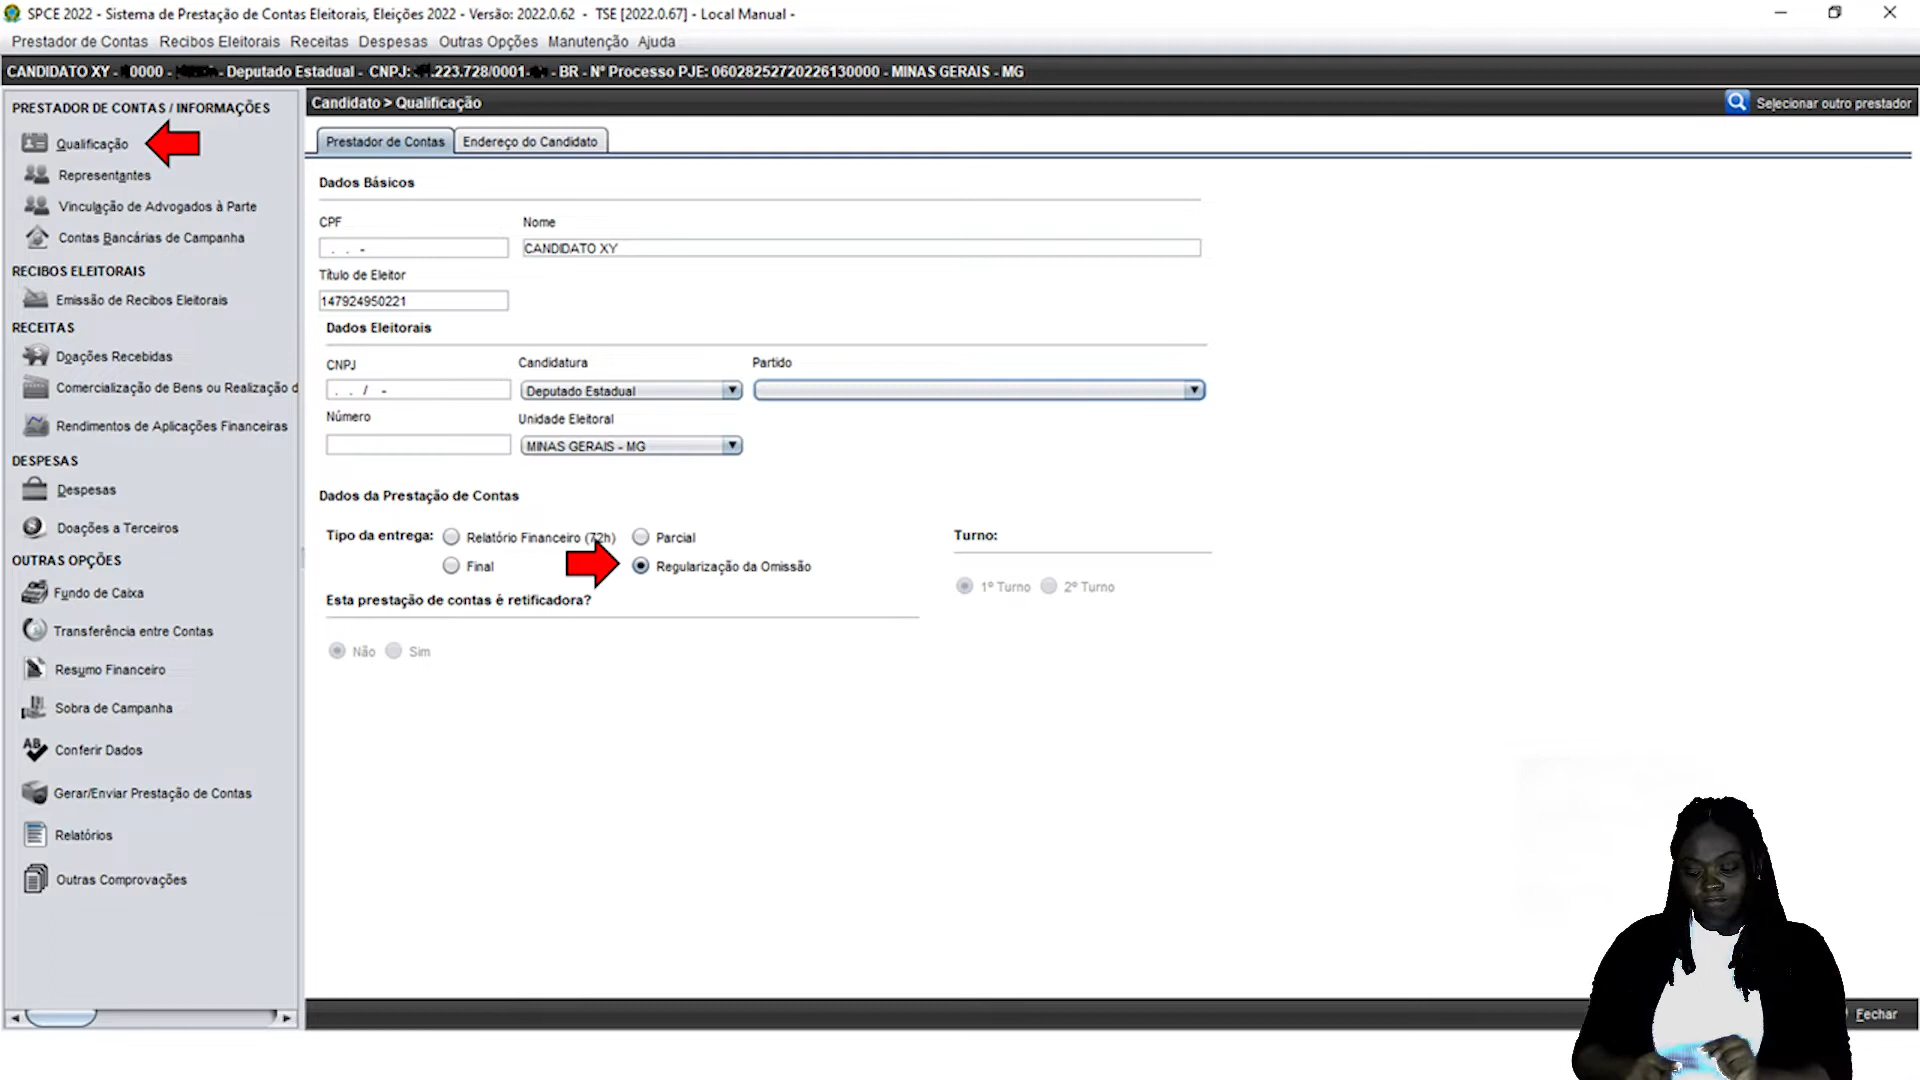 SPCE 2022 - Sistema de Prestação de Contas Eleitorais, Eleições 2022 - Versão: 2022.0.62 - TSE [2022.0.67] - Local Manual -
Prestador de Contas Recibos Eleitorais Receitas Despesas Outras Opções Manutenção Ajuda
CANDIDATO XY - 0000 - - Deputado Estadual - CNPJ: .223.728/0001- - BR - Nº Processo PJE: 06028252720226130000 - MINAS GERAIS - MG
PRESTADOR DE CONTAS / INFORMAÇÕES
Qualificação
Representantes
Vinculação de Advogados à Parte
Contas Bancárias de Campanha
RECIBOS ELEITORAIS
Emissão de Recibos Eleitorais
RECEITAS
Doações Recebidas
Comercialização de Bens ou Realização d
Rendimentos de Aplicações Financeiras
DESPESAS
Despesas
Doações a Terceiros
OUTRAS OPÇÕES
Fundo de Caixa
Transferência entre Contas
Resumo Financeiro
Sobra de Campanha
Conferir Dados
Gerar/Enviar Prestação de Contas
Relatórios
Outras Comprovações
Candidato > Qualificação
Selecionar outro prestador
Prestador de Contas Endereço do Candidato
Dados Básicos
CPF Nome
. . - CANDIDATO XY
Título de Eleitor
147924950221
Dados Eleitorais
CNPJ Candidatura Partido
. . / - Deputado Estadual
Número Unidade Eleitoral
MINAS GERAIS - MG
Dados da Prestação de Contas
Tipo da entrega: Relatório Financeiro (72h) Parcial Turno:
Final Regularização da Omissão
1º Turno 2º Turno
Esta prestação de contas é retificadora?
Não Sim
Fechar